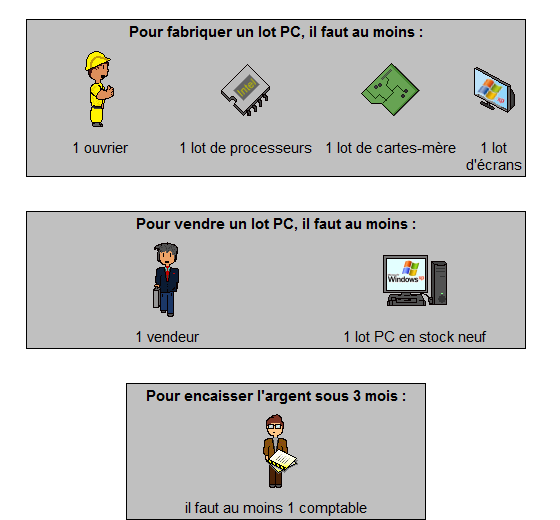 Pour fabriquer un lot PC, il faut au moins :
intel
1 ouvrier 1 lot de processeurs 1 lot de cartes-mère 1 lot
d'écrans
Pour vendre un lot PC, il faut au moins :
Windows
1 vendeur 1 lot PC en stock neuf
Pour encaisser l'argent sous 3 mois :
il faut au moins 1 comptable